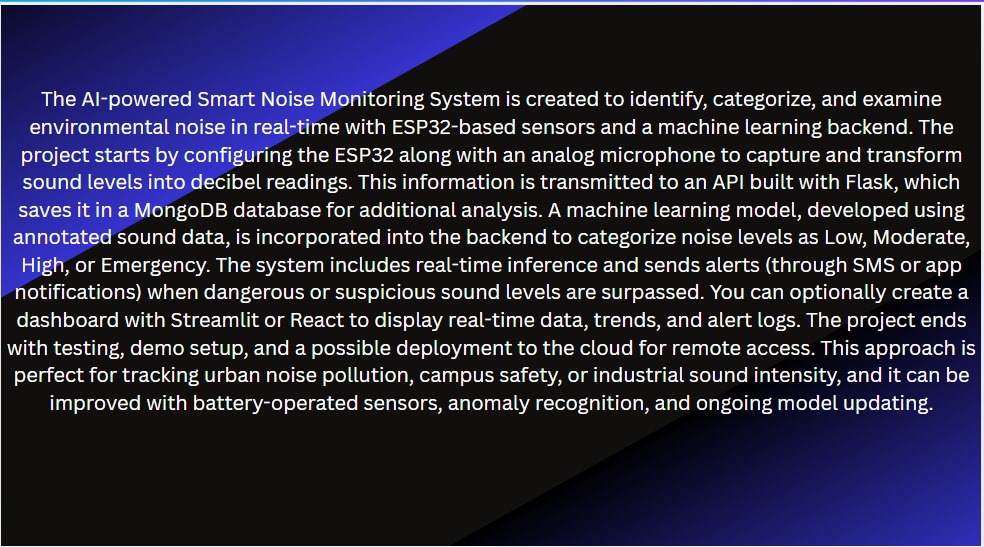 The AI-powered Smart Noise Monitoring System is created to identify, categorize, and examine
environmental noise in real-time with ESP32-based sensors and a machine learning backend. The
project starts by configuring the ESP32 along with an analog microphone to capture and transform
sound levels into decibel readings. This information is transmitted to an API built with Flask, which
saves it in a MongoDB database for additional analysis. A machine learning model, developed using
annotated sound data, is incorporated into the backend to categorize noise levels as Low, Moderate,
High, or Emergency. The system includes real-time inference and sends alerts (through SMS or app
notifications) when dangerous or suspicious sound levels are surpassed. You can optionally create a
dashboard with Streamlit or React to display real-time data, trends, and alert logs. The project ends
with testing, demo setup, and a possible deployment to the cloud for remote access. This approach is
perfect for tracking urban noise pollution, campus safety, or industrial sound intensity, and it can be
improved with battery-operated sensors, anomaly recognition, and ongoing model updating.